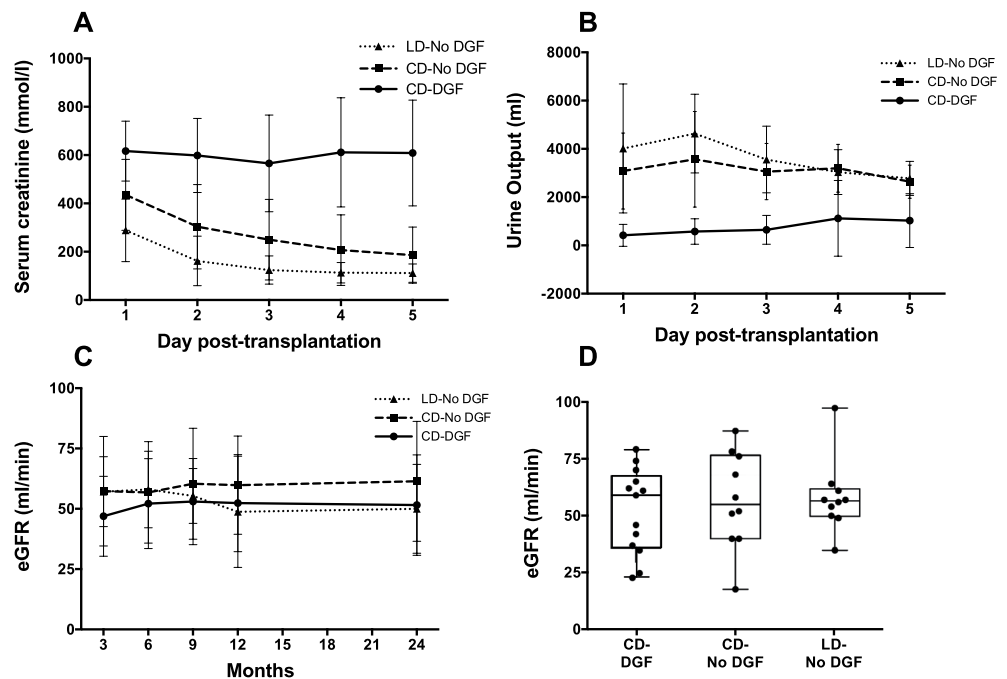 A
LD-No DGF
CD-No DGF
CD-DGF
Serum creatinine (mmol/l)
1000
800
600
400
200
0
1 2 3 4 5
Day post-transplantation
B
LD-No DGF
CD-No DGF
CD-DGF
Urine Output (ml)
8000
6000
4000
2000
0
-2000
1 2 3 4 5
Day post-transplantation
C
LD-No DGF
CD-No DGF
CD-DGF
eGFR (ml/min)
100
75
50
25
0
3 6 9 12 15 18 21 24
Months
D
eGFR (ml/min)
100
75
50
25
0
CD- CD- LD-
DGF No DGF No DGF